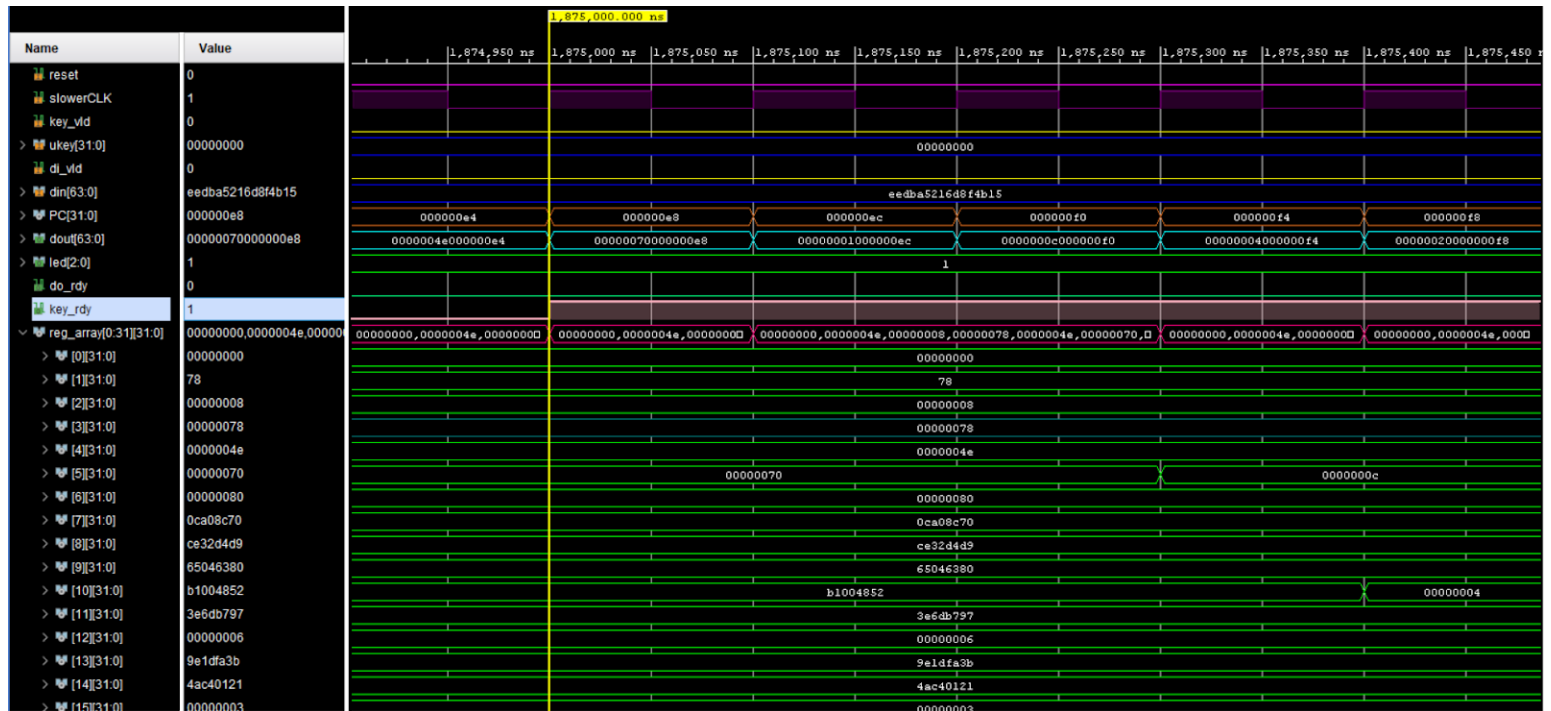 1,875,000.000 ns
Name Value
1,874,950 ns 1,875,000 ns 1,875,050 ns 1,875,100 ns 1,875,150 ns 1,875,200 ns 1,875,250 ns 1,875,300 ns 1,875,350 ns 1,875,400 ns 1,875,450
reset 0
slowerCLK 1
key_vld 0
ukey[31:0] 00000000 00000000
di_vld 0
din[63:0] eedba5216d8f4b15 eedba5216d8f4b15
PC[31:0] 000000e8 000000e4 000000e8 000000ec 000000f0 000000f4 000000f8
dout[63:0] 00000070000000e8 0000004e000000e4 00000070000000e8 00000001000000ec 0000000c000000f0 00000004000000f4 00000020000000f8
led[2:0] 1 1
do_rdy 0
key_rdy 1
reg_array[0:31][31:0] 00000000,0000004e,00000 00000000,0000004e,0000000 00000000,0000004e,0000000 00000000,0000004e,00000008,00000078,0000004e,00000070, 00000000,0000004e,0000000 00000000,0000004e,000
[0][31:0] 00000000 00000000
[1][31:0] 78 78
[2][31:0] 00000008 00000008
[3][31:0] 00000078 00000078
[4][31:0] 0000004e 0000004e
[5][31:0] 00000070 00000070 0000000c
[6][31:0] 00000080 00000080
[7][31:0] 0ca08c70 0ca08c70
[8][31:0] ce32d4d9 ce32d4d9
[9][31:0] 65046380 65046380
[10][31:0] b1004852 b1004852 00000004
[11][31:0] 3e6db797 3e6db797
[12][31:0] 00000006 00000006
[13][31:0] 9e1dfa3b 9e1dfa3b
[14][31:0] 4ac40121 4ac40121
[15][31:0] 00000003 00000003